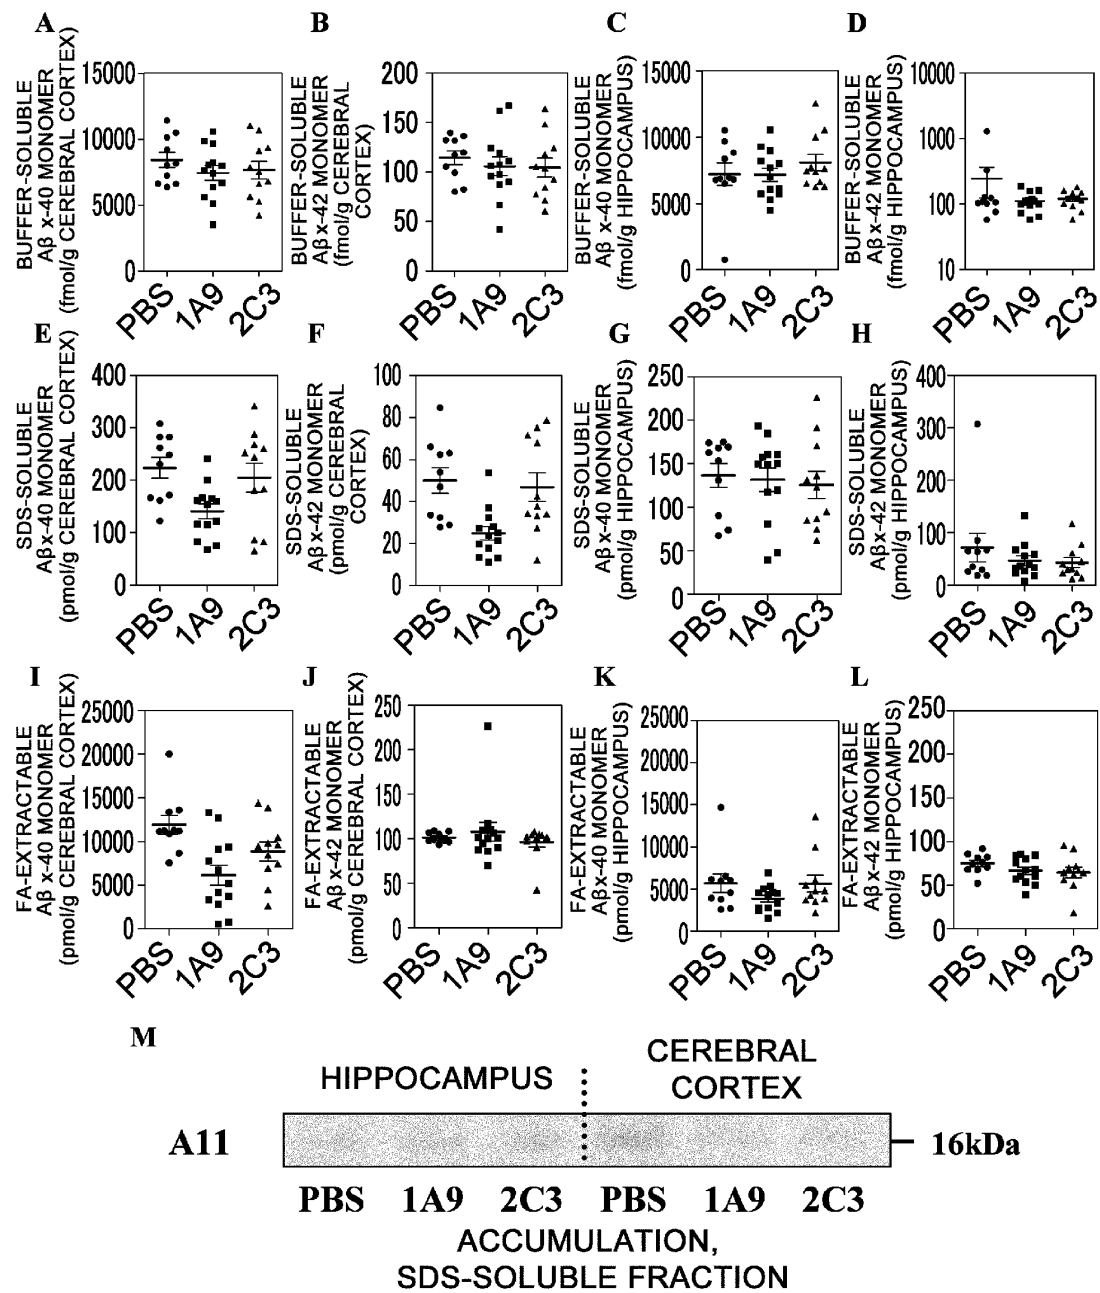 A
BUFFER-SOLUBLE
Aβ x-40 MONOMER
(fmol/g CEREBRAL CORTEX)
15000
10000
5000
0
PBS
1A9
2C3
B
BUFFER-SOLUBLE
Aβ x-42 MONOMER
(fmol/g CEREBRAL
CORTEX)
200
150
100
50
0
PBS
1A9
2C3
C
BUFFER-SOLUBLE
Aβ x-40 MONOMER
(fmol/g HIPPOCAMPUS)
15000
10000
5000
0
PBS
1A9
2C3
D
BUFFER-SOLUBLE
Aβ x-42 MONOMER
(fmol/g HIPPOCAMPUS)
10000
1000
100
10
PBS
1A9
2C3
E
SDS-SOLUBLE
Aβ x-40 MONOMER
(pmol/g CEREBRAL CORTEX)
400
300
200
100
0
PBS
1A9
2C3
F
SDS-SOLUBLE
Aβ x-42 MONOMER
(pmol/g CEREBRAL
CORTEX)
100
80
60
40
20
0
PBS
1A9
2C3
G
SDS-SOLUBLE
Aβ x-40 MONOMER
(pmol/g HIPPOCAMPUS)
250
200
150
100
50
0
PBS
1A9
2C3
H
SDS-SOLUBLE
Aβ x-42 MONOMER
(pmol/g HIPPOCAMPUS)
400
300
200
100
0
PBS
1A9
2C3
I
FA-EXTRACTABLE
Aβ x-40 MONOMER
(pmol/g CEREBRAL CORTEX)
25000
20000
15000
10000
5000
0
PBS
1A9
2C3
J
FA-EXTRACTABLE
Aβ x-42 MONOMER
(pmol/g CEREBRAL CORTEX)
250
200
150
100
50
0
PBS
1A9
2C3
K
FA-EXTRACTABLE
Aβ x-40 MONOMER
(pmol/g HIPPOCAMPUS)
25000
20000
15000
10000
5000
0
PBS
1A9
2C3
L
FA-EXTRACTABLE
Aβ x-42 MONOMER
(pmol/g HIPPOCAMPUS)
250
200
150
100
50
0
PBS
1A9
2C3
M
HIPPOCAMPUS
CEREBRAL
CORTEX
A11
16kDa
PBS 1A9 2C3 PBS 1A9 2C3
ACCUMULATION,
SDS-SOLUBLE FRACTION